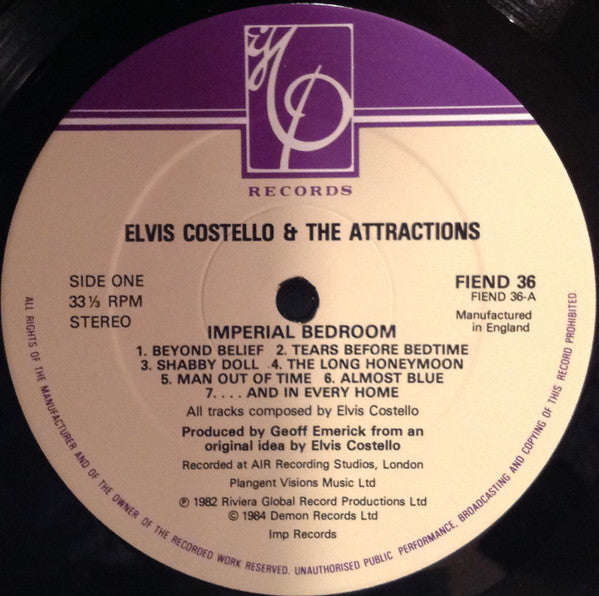 imp
RECORDS
ELVIS COSTELLO & THE ATTRACTIONS
SIDE ONE
33⅓ RPM
STEREO
FIEND 36
FIEND 36-A
Manufactured
in England
IMPERIAL BEDROOM
1. BEYOND BELIEF 2. TEARS BEFORE BEDTIME
3. SHABBY DOLL 4. THE LONG HONEYMOON
5. MAN OUT OF TIME 6. ALMOST BLUE
7. . . . AND IN EVERY HOME
All tracks composed by Elvis Costello
Produced by Geoff Emerick from an
original idea by Elvis Costello
Recorded at AIR Recording Studios, London
Plangent Visions Music Ltd
℗ 1982 Riviera Global Record Productions Ltd
© 1984 Demon Records Ltd
Imp Records
ALL RIGHTS OF THE MANUFACTURER AND OF THE OWNER OF THE RECORDED WORK RESERVED. UNAUTHORISED PUBLIC PERFORMANCE, BROADCASTING AND COPYING OF THIS RECORD PROHIBITED.